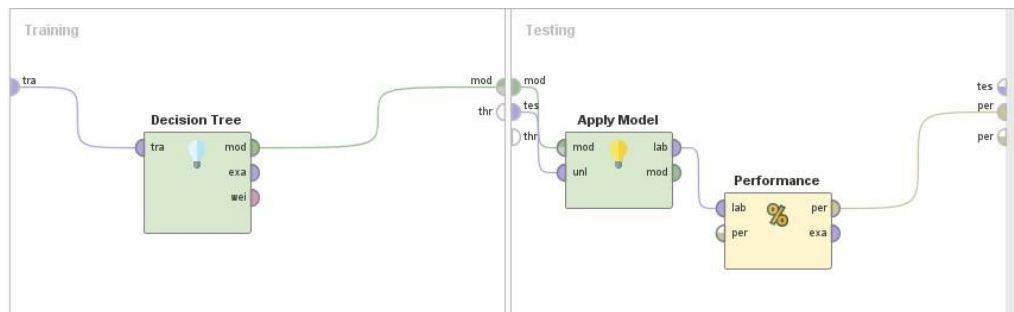 Training
tra
mod
thr
Decision Tree
tra
mod
exa
wei
Testing
mod
tes
thr
Apply Model
mod
lab
unl
mod
Performance
lab
%
per
per
exa
tes
per
per